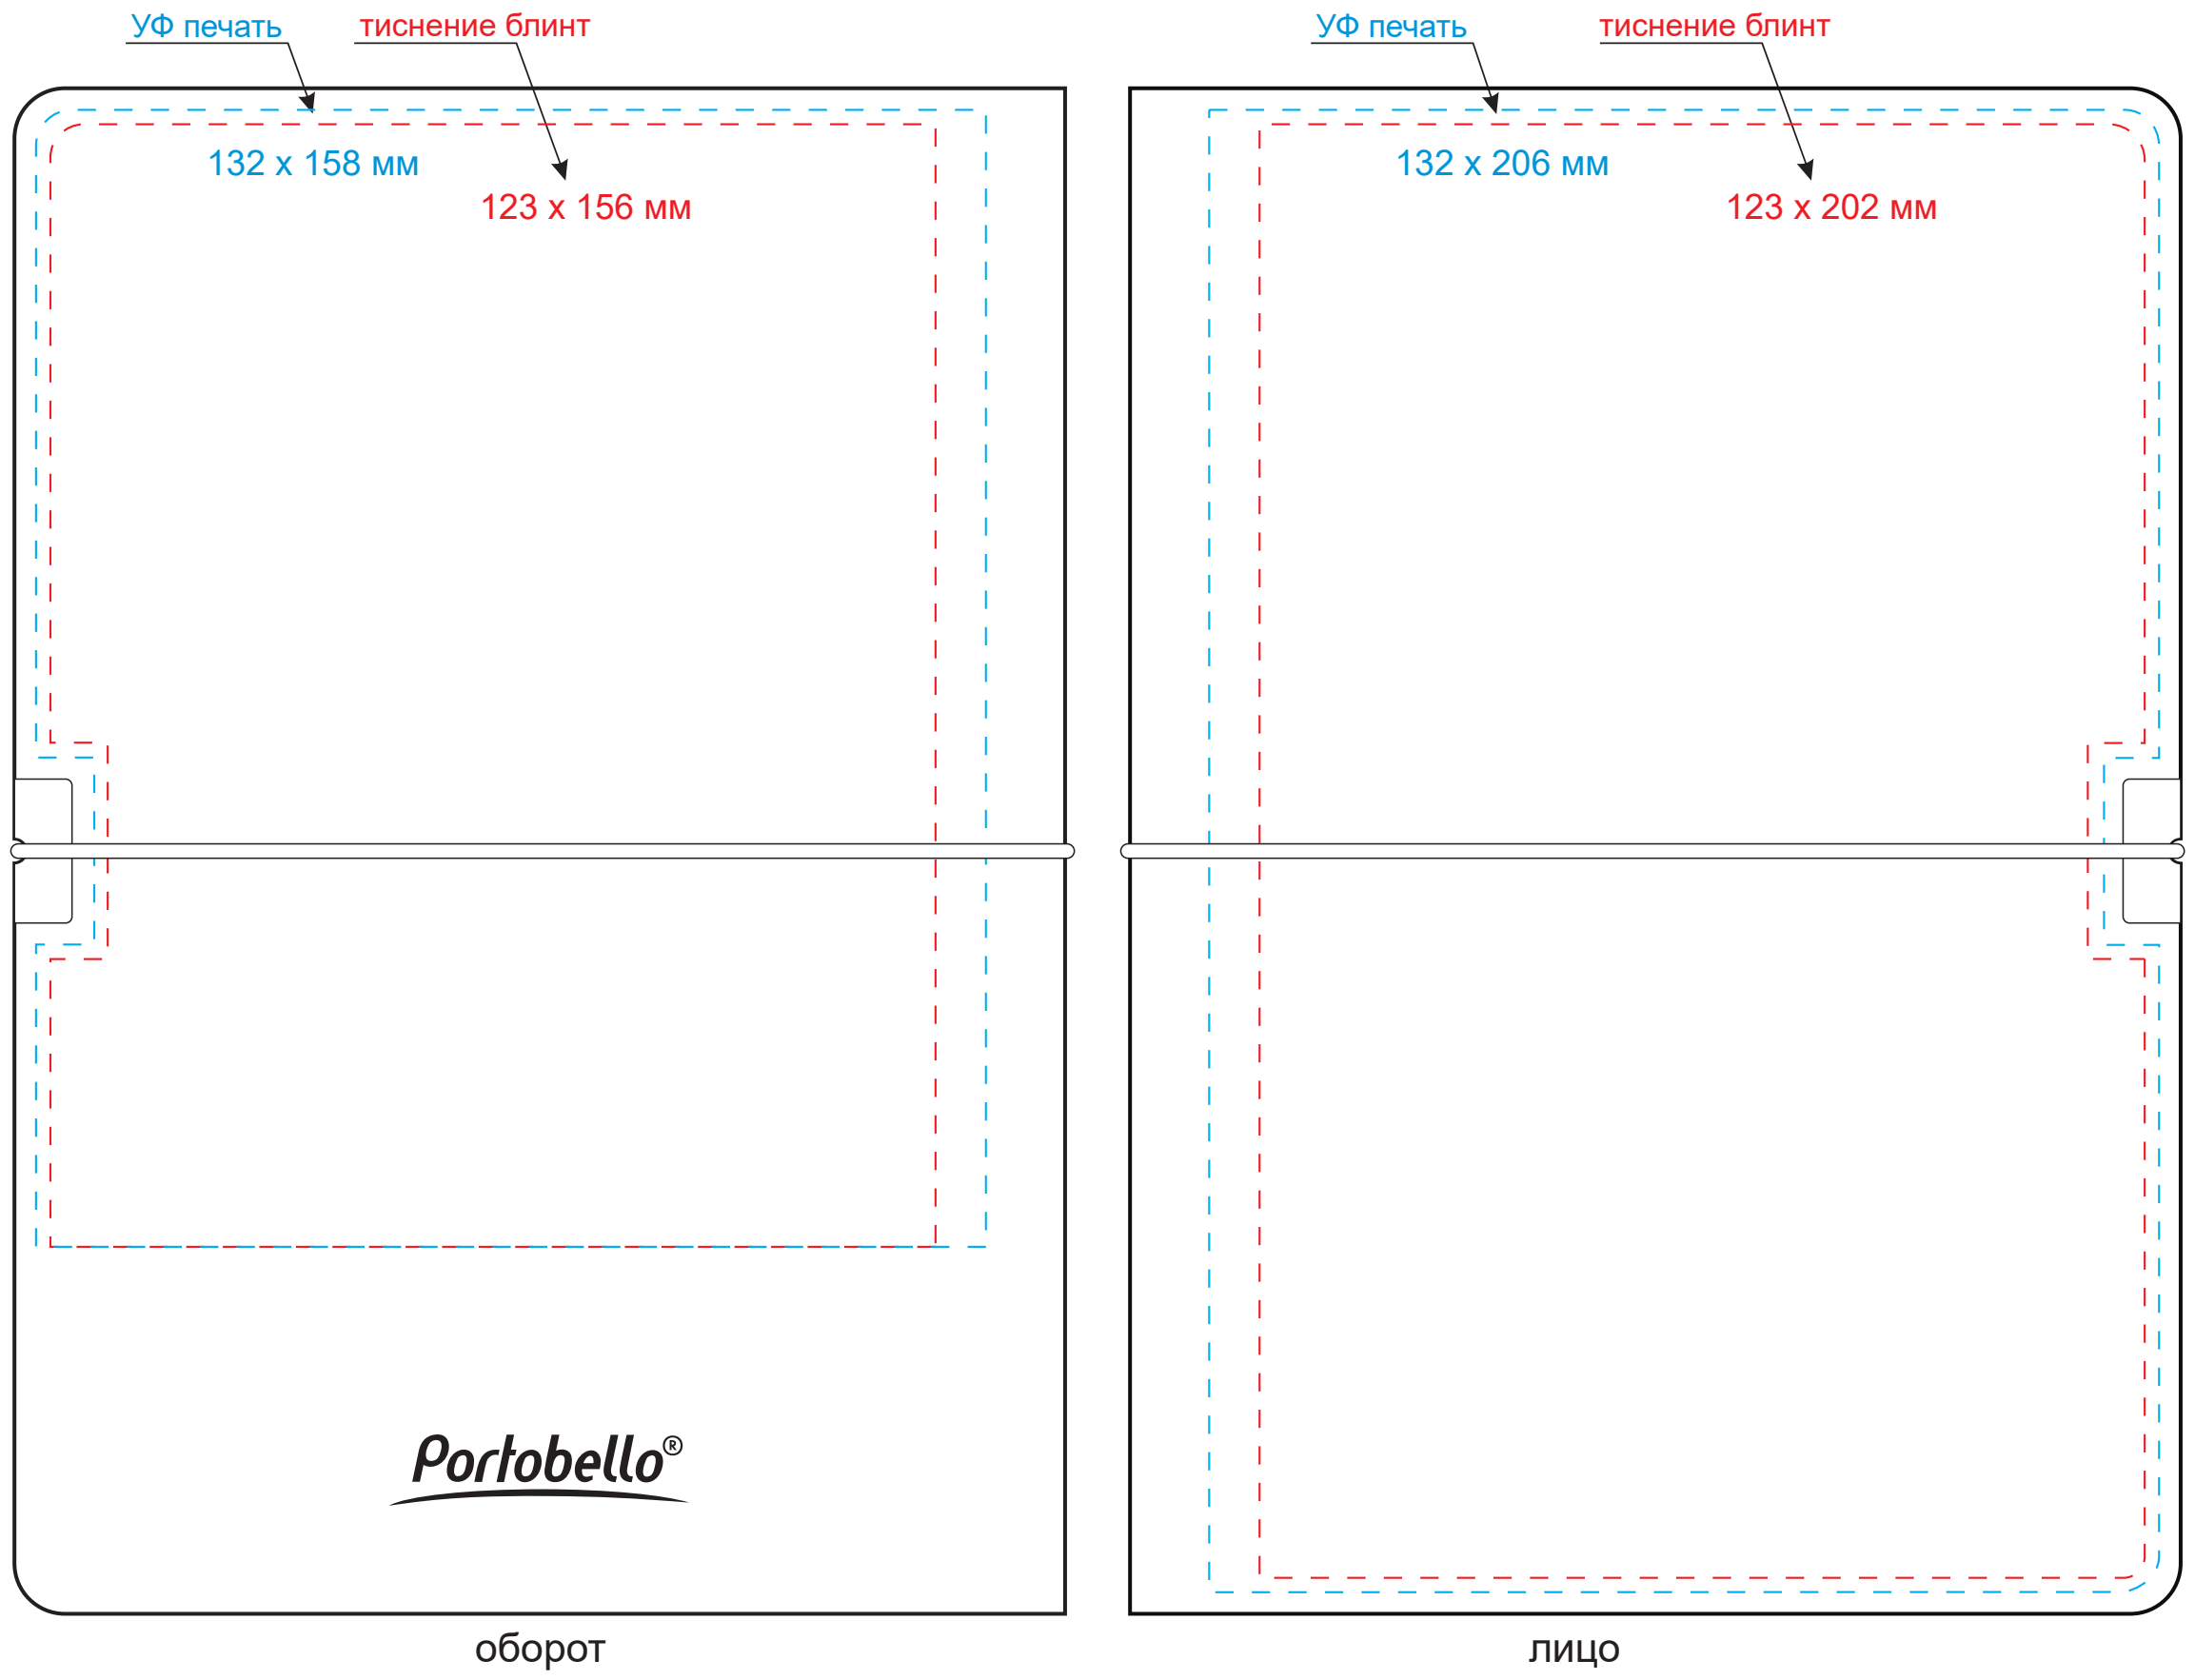 УФ печать
тиснение блинт
132 x 158 мм
123 x 156 мм
Portobello®
оборот
УФ печать
тиснение блинт
132 x 206 мм
123 x 202 мм
лицо